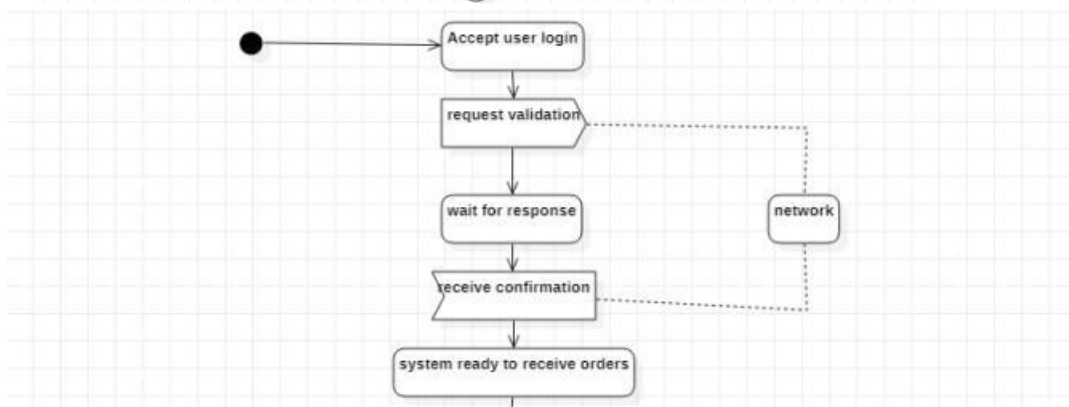 Accept user login
request validation
wait for response
network
receive confirmation
system ready to receive orders